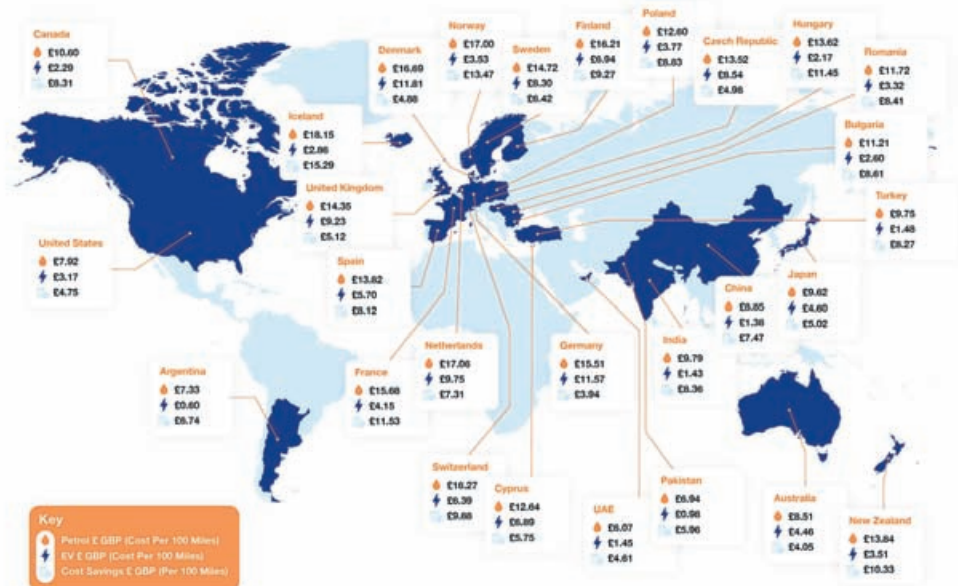 Canada
£10.60
£2.29
£8.31
Iceland
£18.15
£2.86
£15.29
United Kingdom
£14.35
£9.23
£5.12
United States
£7.92
£3.17
£4.75
Spain
£13.82
£5.70
£8.12
Denmark
£16.69
£11.81
£4.88
Norway
£17.00
£3.53
£13.47
Sweden
£14.72
£8.30
£6.42
Finland
£16.21
£6.94
£9.27
Poland
£12.60
£3.77
£8.83
Czech Republic
£13.52
£8.54
£4.98
Hungary
£13.62
£2.17
£11.45
Romania
£11.72
£3.32
£8.41
Bulgaria
£11.21
£2.60
£8.61
Turkey
£9.75
£1.48
£8.27
Japan
£9.62
£4.60
£5.02
China
£8.85
£1.38
£7.47
India
£9.79
£1.43
£8.36
Netherlands
£17.06
£9.75
£7.31
Germany
£15.51
£11.57
£3.94
France
£15.68
£4.15
£11.53
Argentina
£7.33
£0.60
£6.74
Switzerland
£16.27
£6.39
£9.88
Cyprus
£12.64
£6.89
£5.75
UAE
£6.07
£1.45
£4.61
Pakistan
£6.94
£0.98
£5.96
Australia
£8.51
£4.46
£4.05
New Zealand
£13.84
£3.51
£10.33
Key
Petrol £ GBP (Cost Per 100 Miles)
EV £ GBP (Cost Per 100 Miles)
Cost Savings £ GBP (Per 100 Miles)